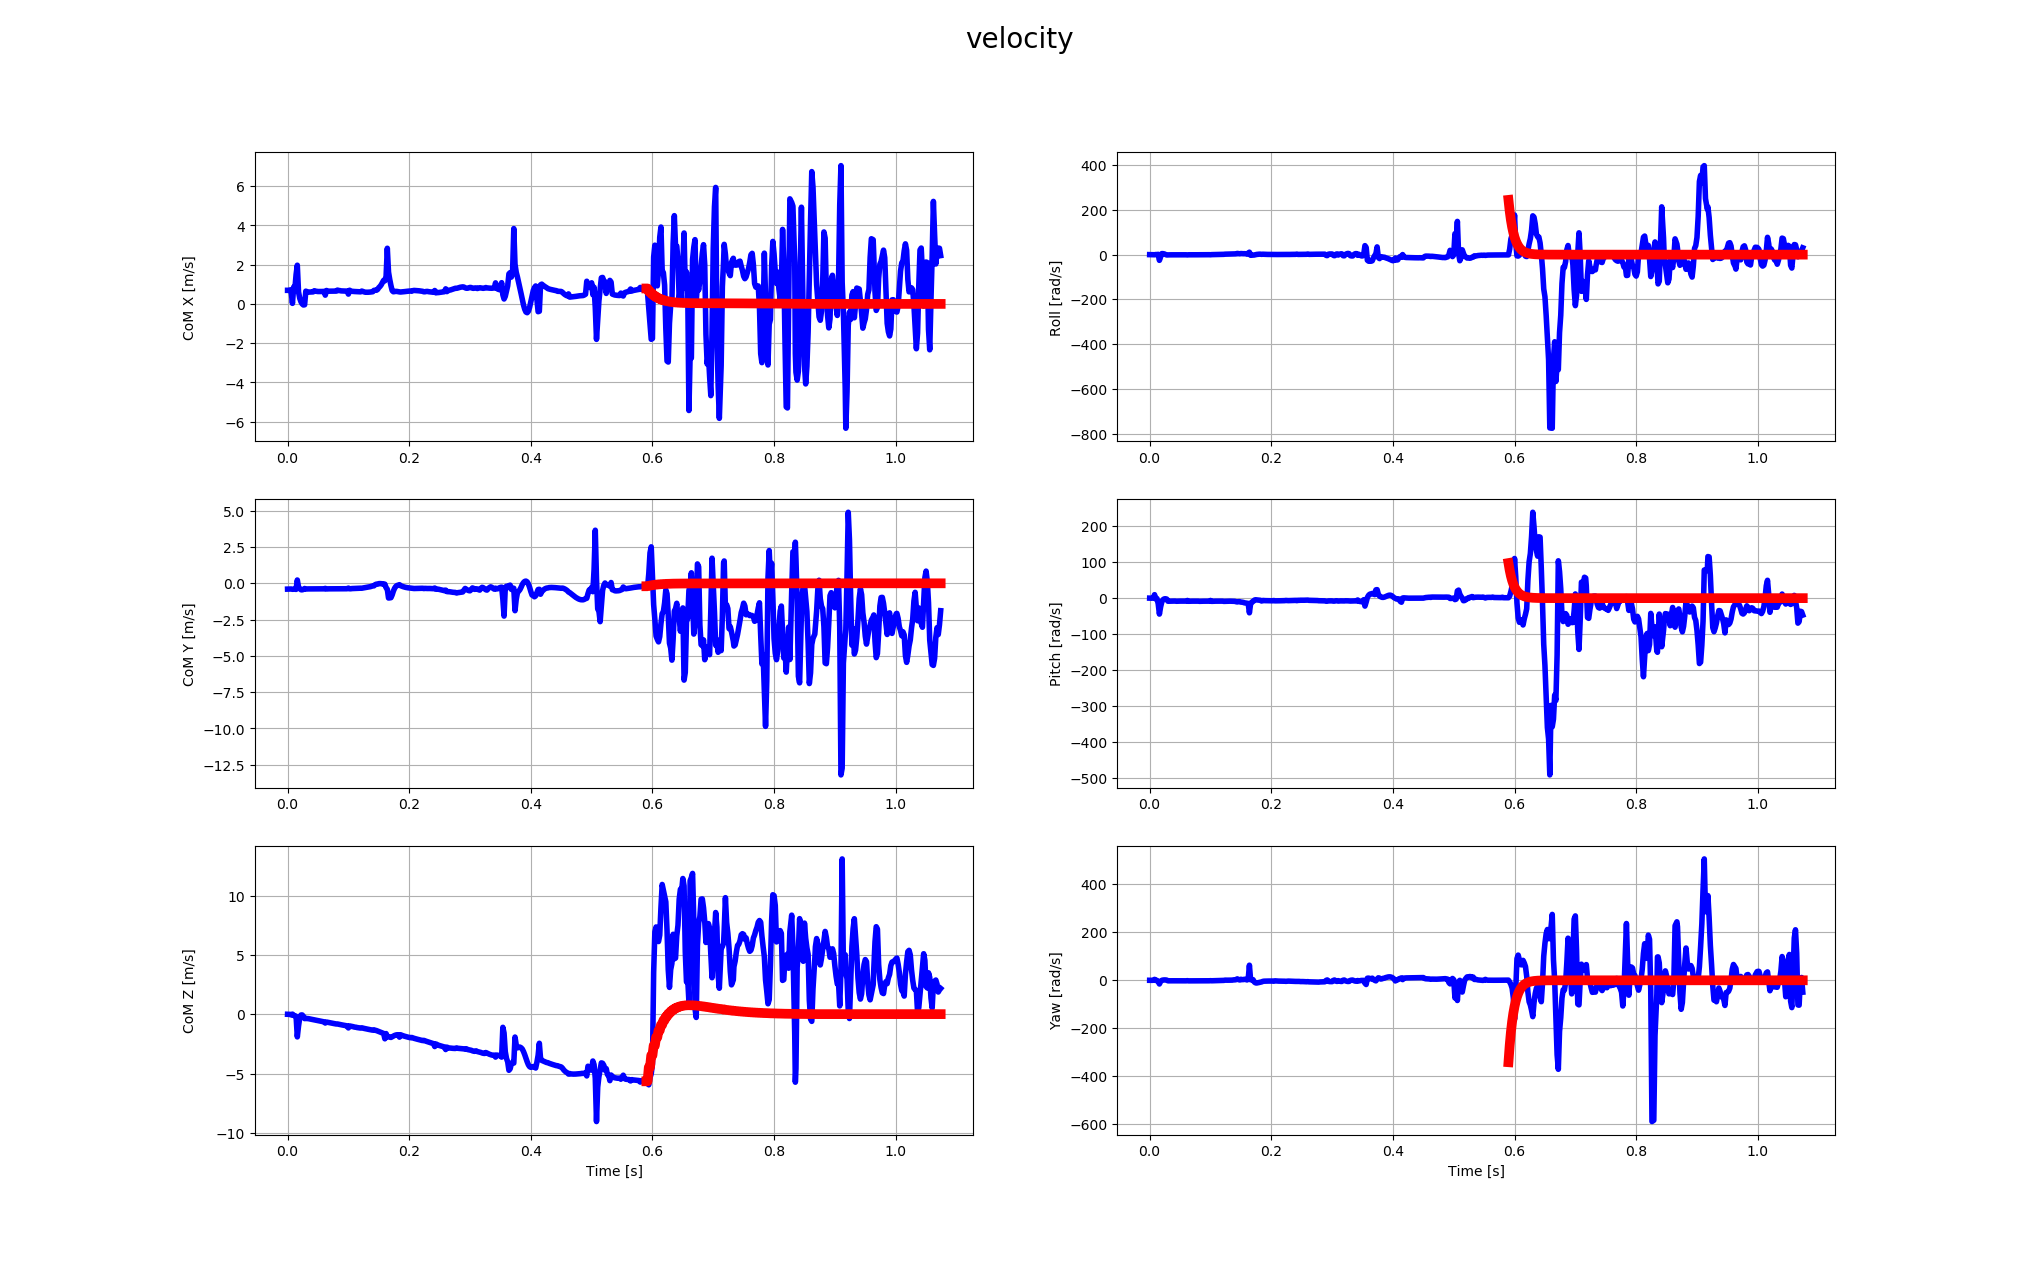 velocity
CoM X [m/s]
6
4
2
0
−2
−4
−6
0.0 0.2 0.4 0.6 0.8 1.0
Roll [rad/s]
400
200
0
−200
−400
−600
−800
0.0 0.2 0.4 0.6 0.8 1.0
CoM Y [m/s]
5.0
2.5
0.0
−2.5
−5.0
−7.5
−10.0
−12.5
0.0 0.2 0.4 0.6 0.8 1.0
Pitch [rad/s]
200
100
0
−100
−200
−300
−400
−500
0.0 0.2 0.4 0.6 0.8 1.0
CoM Z [m/s]
10
5
0
−5
−10
0.0 0.2 0.4 0.6 0.8 1.0
Time [s]
Yaw [rad/s]
400
200
0
−200
−400
−600
0.0 0.2 0.4 0.6 0.8 1.0
Time [s]